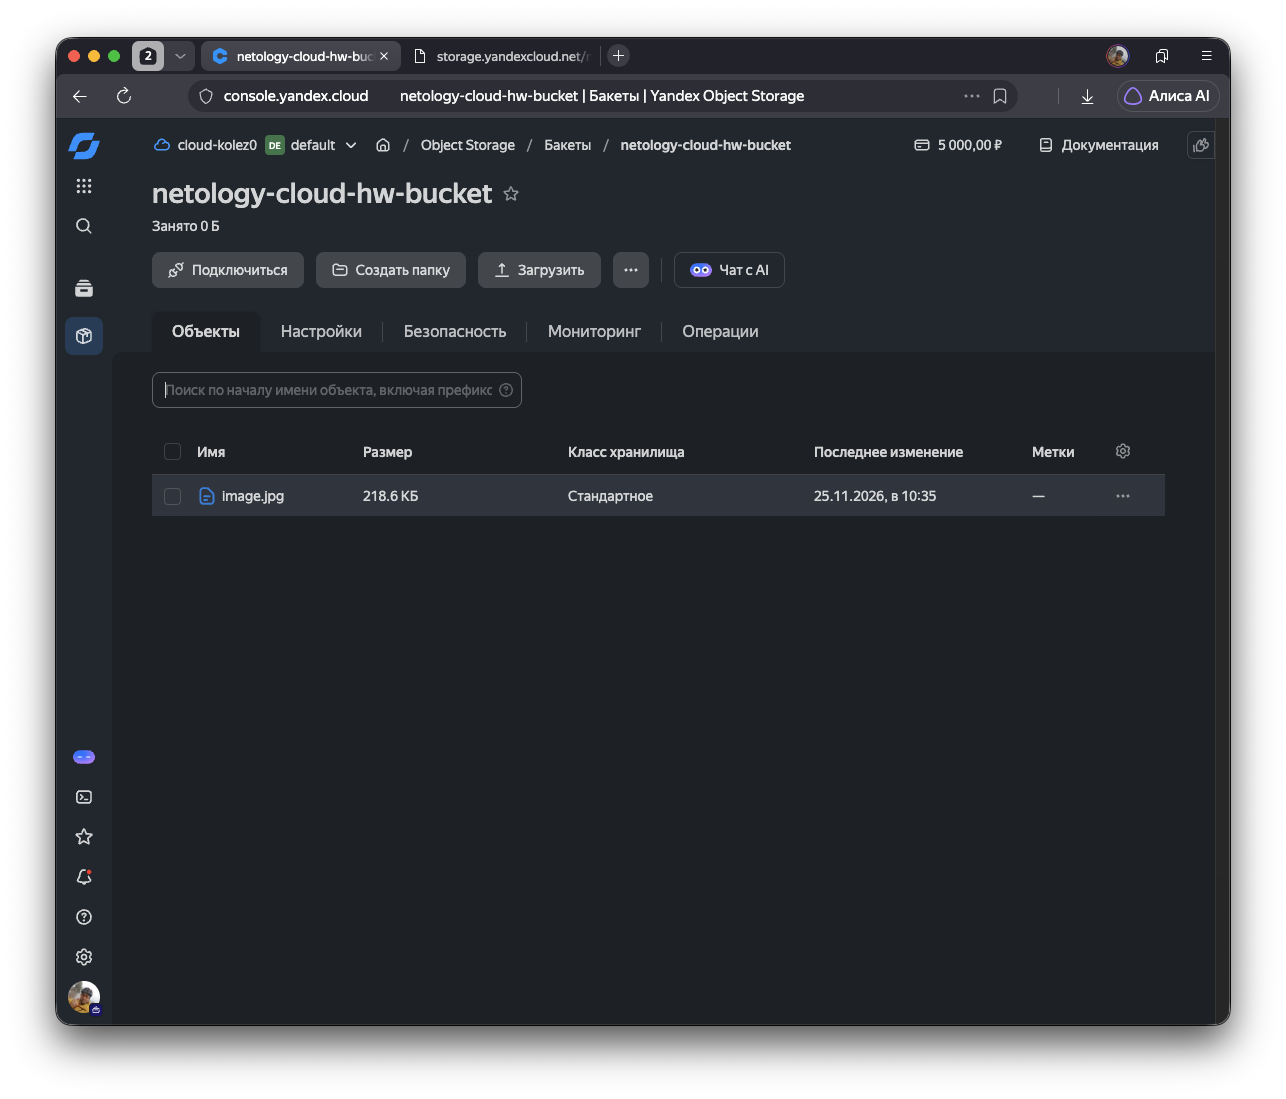 2
netology-cloud-hw-buc
storage.yandexcloud.net/
console.yandex.cloud
netology-cloud-hw-bucket | Бакеты | Yandex Object Storage
Алиса AI
cloud-kolez0
DE
default
/
Object Storage
/
Бакеты
/
netology-cloud-hw-bucket
5 000,00 ₽
Документация
netology-cloud-hw-bucket
Занято 0 Б
Подключиться
Создать папку
Загрузить
Чат с AI
Объекты
Настройки
Безопасность
Мониторинг
Операции
Поиск по началу имени объекта, включая префикс
Имя
Размер
Класс хранилища
Последнее изменение
Метки
image.jpg
218.6 КБ
Стандартное
25.11.2026, в 10:35
—